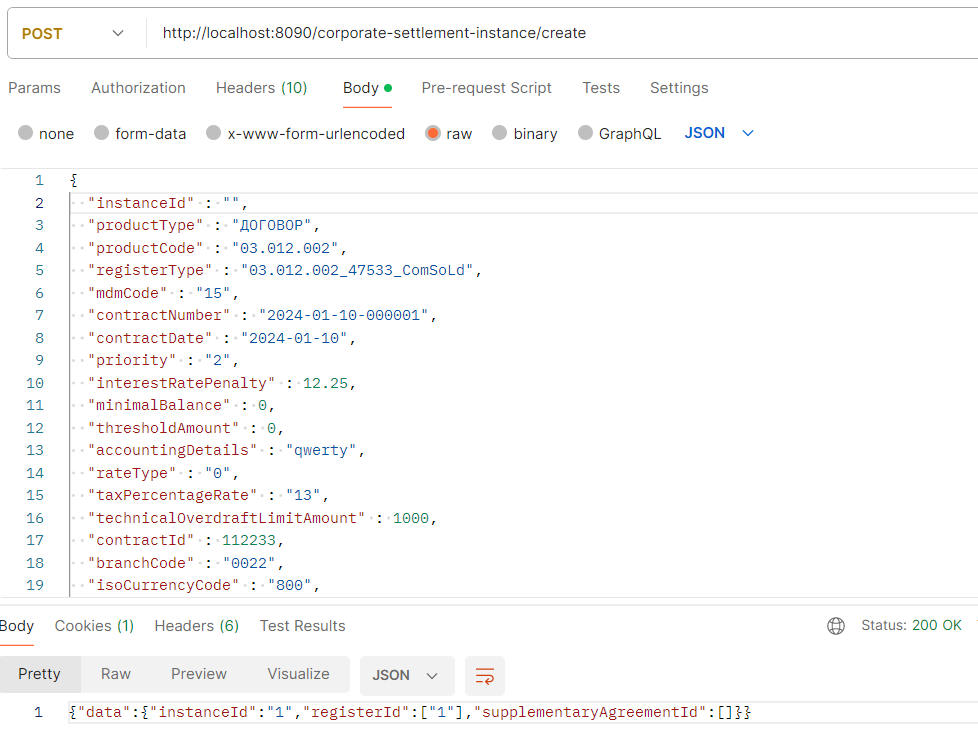 POST http://localhost:8090/corporate-settlement-instance/create
Params Authorization Headers (10) Body Pre-request Script Tests Settings
none form-data x-www-form-urlencoded raw binary GraphQL JSON
1 {
2 "instanceId" : "",
3 "productType" : "ДОГОВОР",
4 "productCode" : "03.012.002",
5 "registerType" : "03.012.002_47533_ComSoLd",
6 "mdmCode" : "15",
7 "contractNumber" : "2024-01-10-000001",
8 "contractDate" : "2024-01-10",
9 "priority" : "2",
10 "interestRatePenalty" : 12.25,
11 "minimalBalance" : 0,
12 "thresholdAmount" : 0,
13 "accountingDetails" : "qwerty",
14 "rateType" : "0",
15 "taxPercentageRate" : "13",
16 "technicalOverdraftLimitAmount" : 1000,
17 "contractId" : 112233,
18 "branchCode" : "0022",
19 "isoCurrencyCode" : "800",
Body Cookies (1) Headers (6) Test Results Status: 200 OK
Pretty Raw Preview Visualize JSON
1 {"data":{"instanceId":"1","registerId":["1"],"supplementaryAgreementId":[]}}